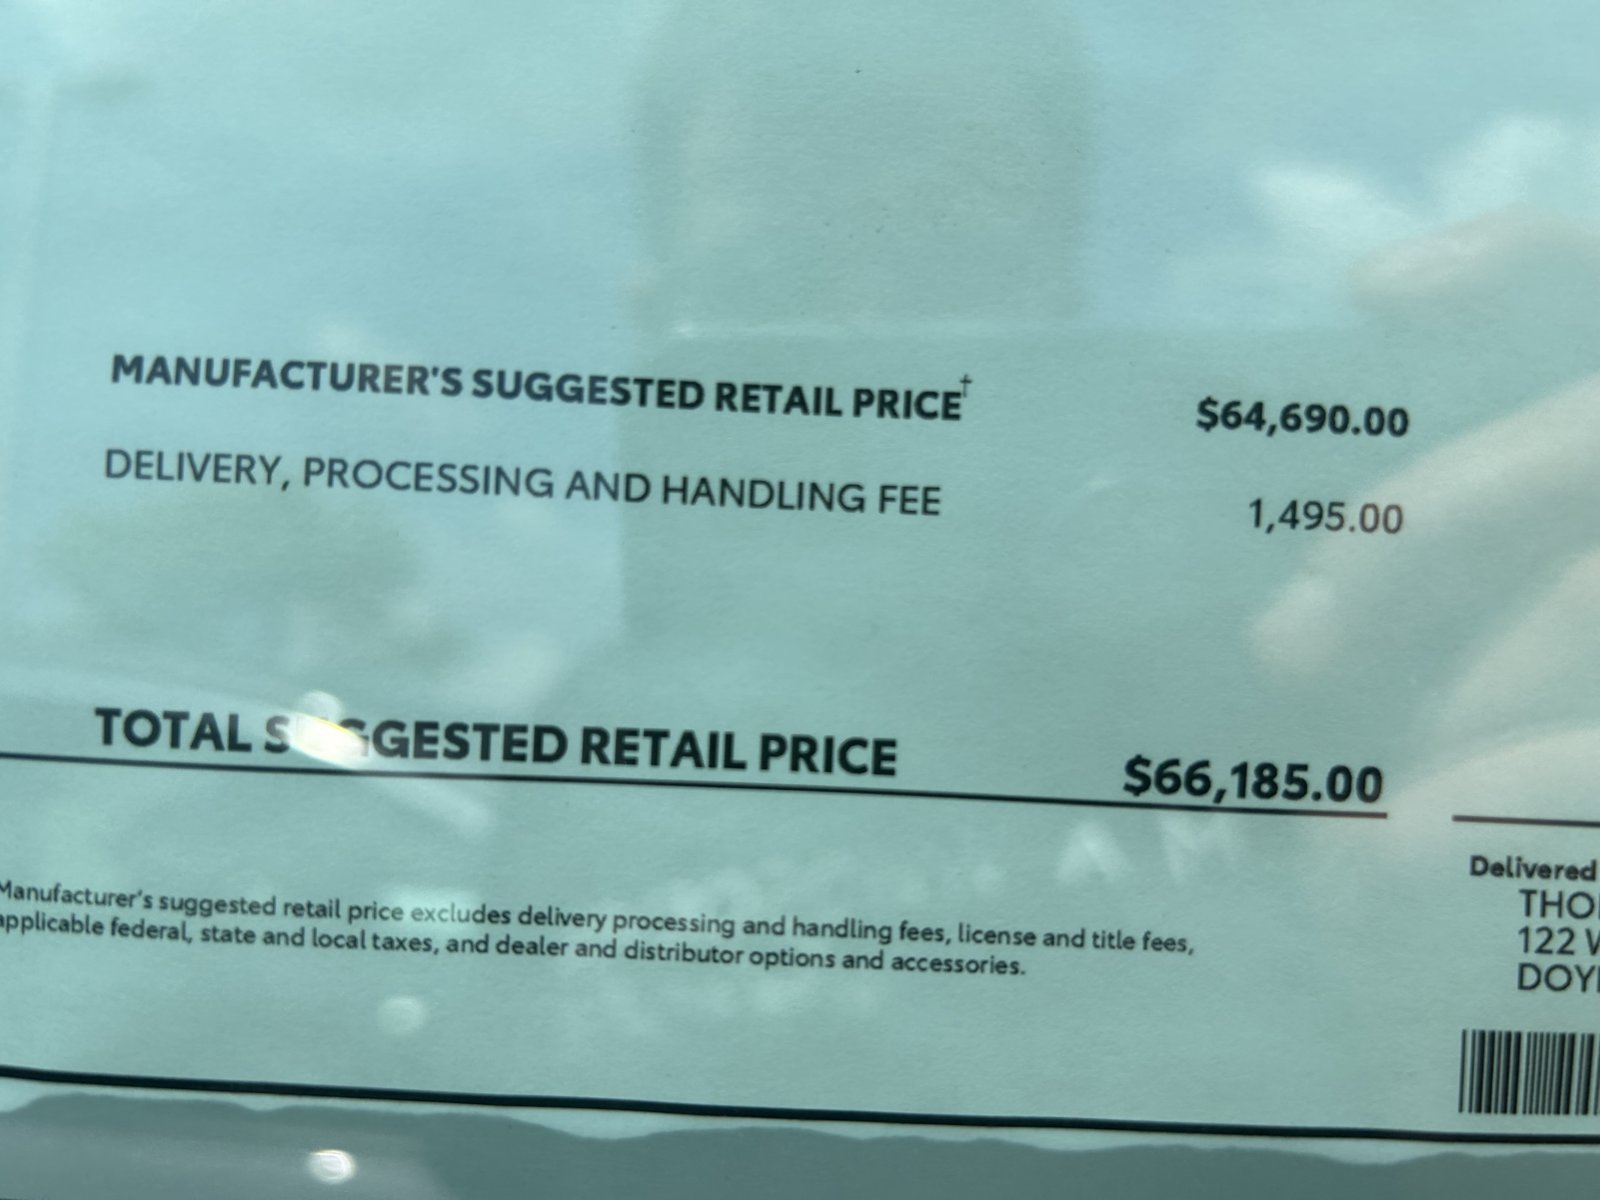 MANUFACTURER'S SUGGESTED RETAIL PRICE† $64,690.00
DELIVERY, PROCESSING AND HANDLING FEE 1,495.00
TOTAL SUGGESTED RETAIL PRICE $66,185.00
Manufacturer's suggested retail price excludes delivery processing and handling fees, license and title fees,
applicable federal, state and local taxes, and dealer and distributor options and accessories.
Delivered
122